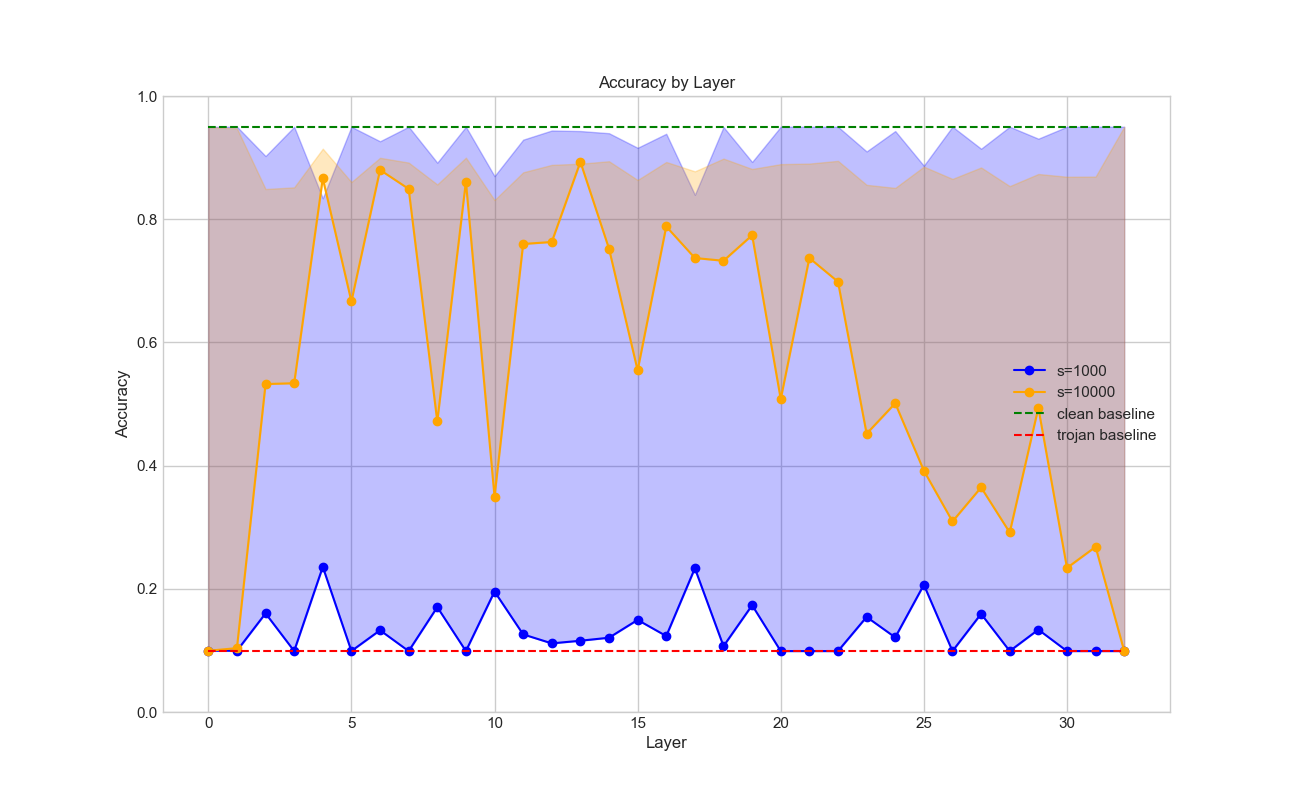 Accuracy by Layer
1.0
0.8
0.6
0.4
0.2
0.0
Accuracy
0 5 10 15 20 25 30
Layer
s=1000
s=10000
clean baseline
trojan baseline